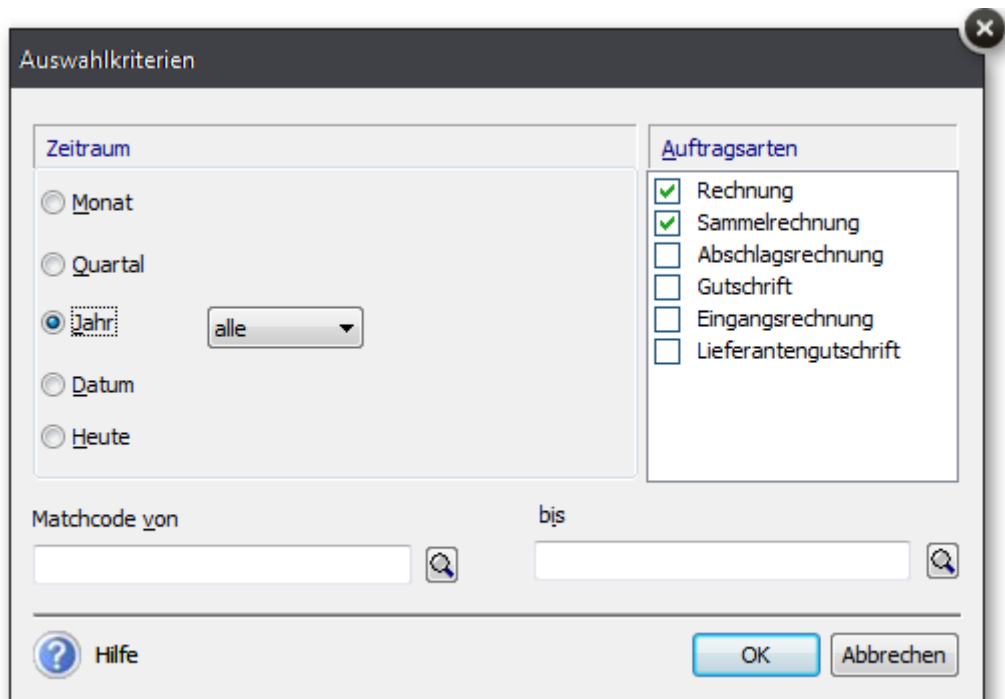 Auswahlkriterien
Zeitraum
Monat
Quartal
Jahr
alle
Datum
Heute
Auftragsarten
Rechnung
Sammelrechnung
Abschlagsrechnung
Gutschrift
Eingangsrechnung
Lieferantengutschrift
Matchcode von
bis
Hilfe
OK
Abbrechen